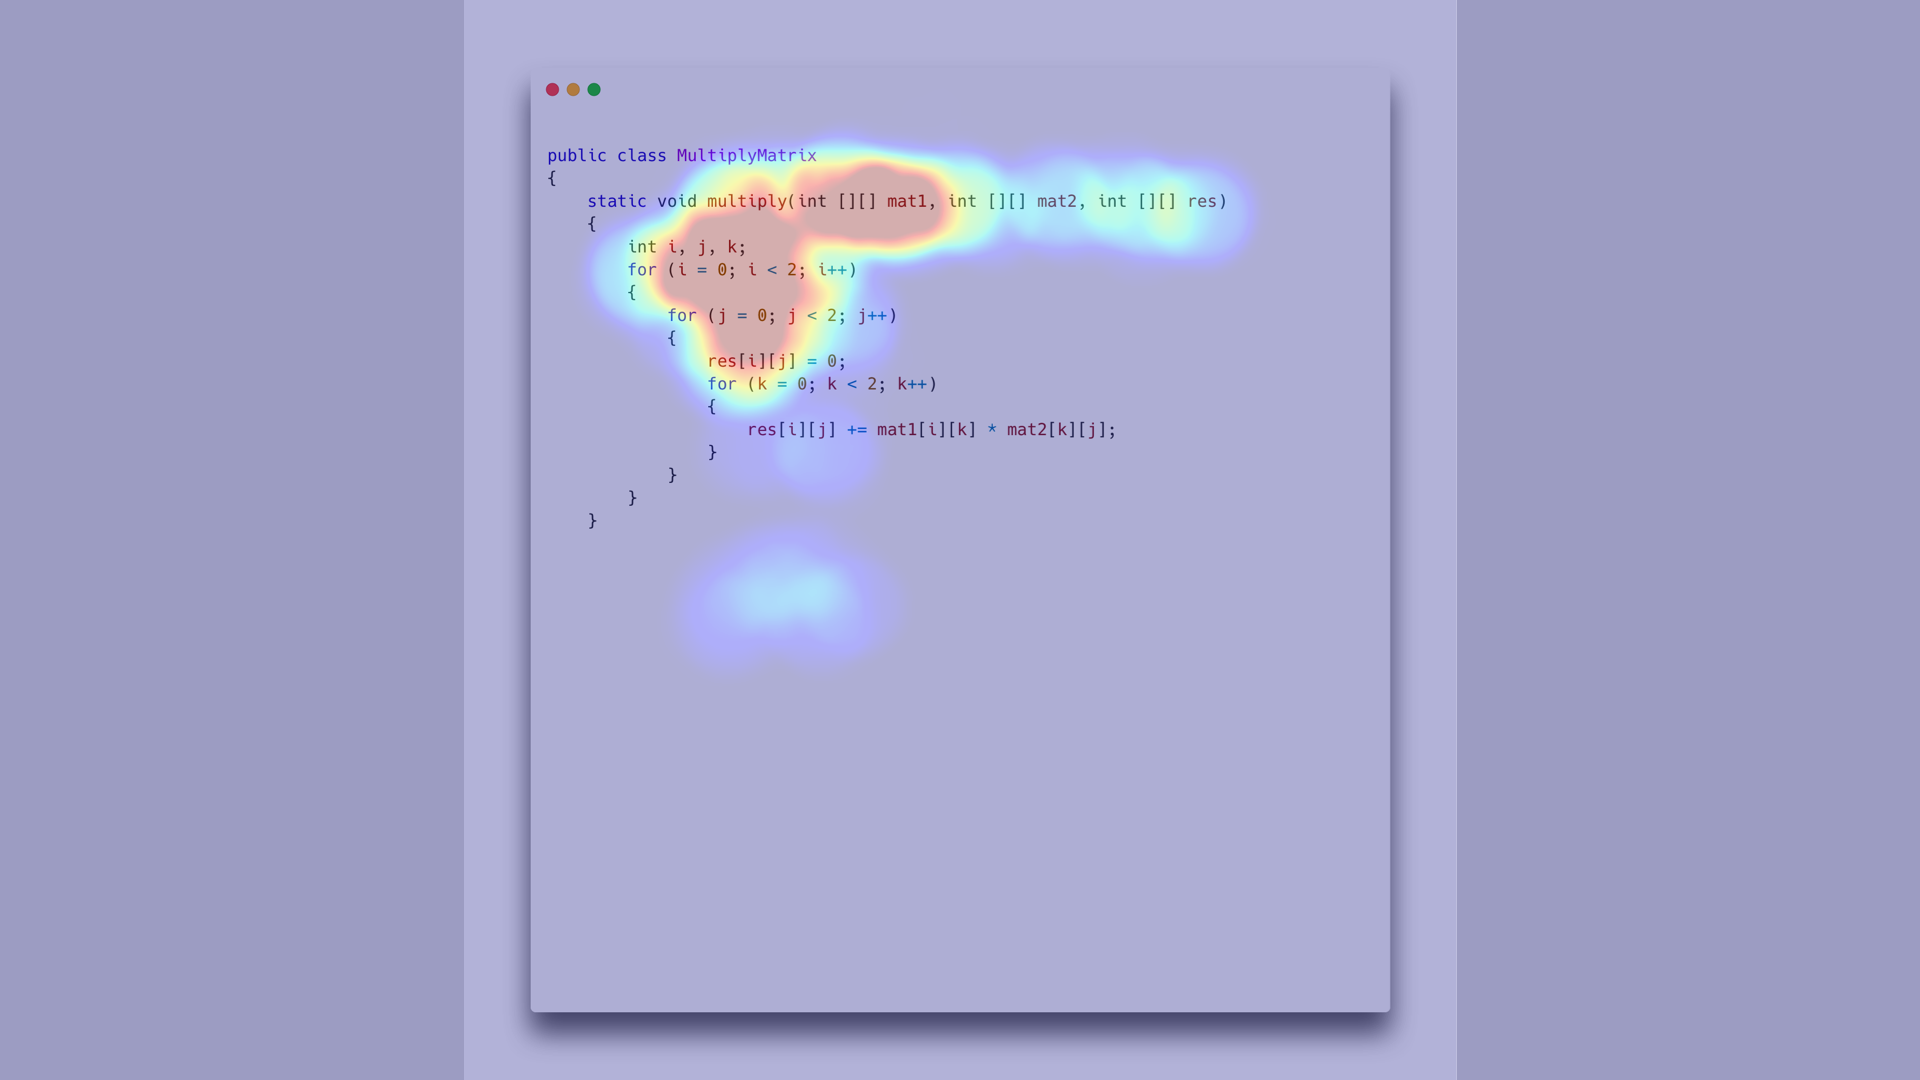 public class MultiplyMatrix
{
    static void multiply(int [][] mat1, int [][] mat2, int [][] res)
    {
        int i, j, k;
        for (i = 0; i < 2; i++)
        {
            for (j = 0; j < 2; j++)
            {
                res[i][j] = 0;
                for (k = 0; k < 2; k++)
                {
                    res[i][j] += mat1[i][k] * mat2[k][j];
                }
            }
        }
    }